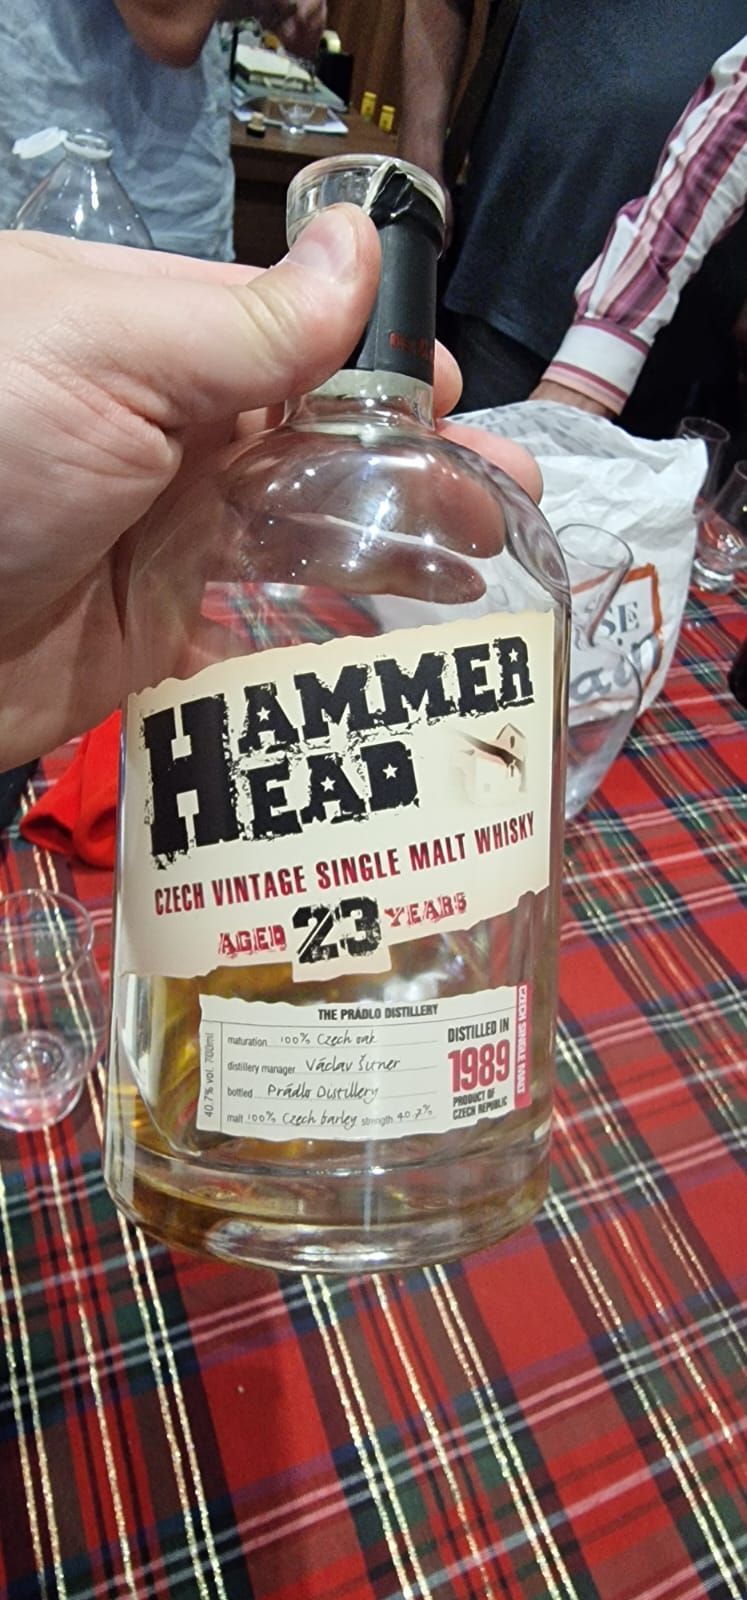 HAMMER
HEAD
CZECH VINTAGE SINGLE MALT WHISKY
AGED 23 YEARS
THE PRÁDLO DISTILLERY
maturation 100% Czech oak
distillery manager Václav Šitner
bottled Prádlo Distillery
malt 100% Czech barley strength 40.7%
40.7% vol. 700ml
DISTILLED IN
1989
PRODUCT OF
CZECH REPUBLIC
CZECH SINGLE MALT